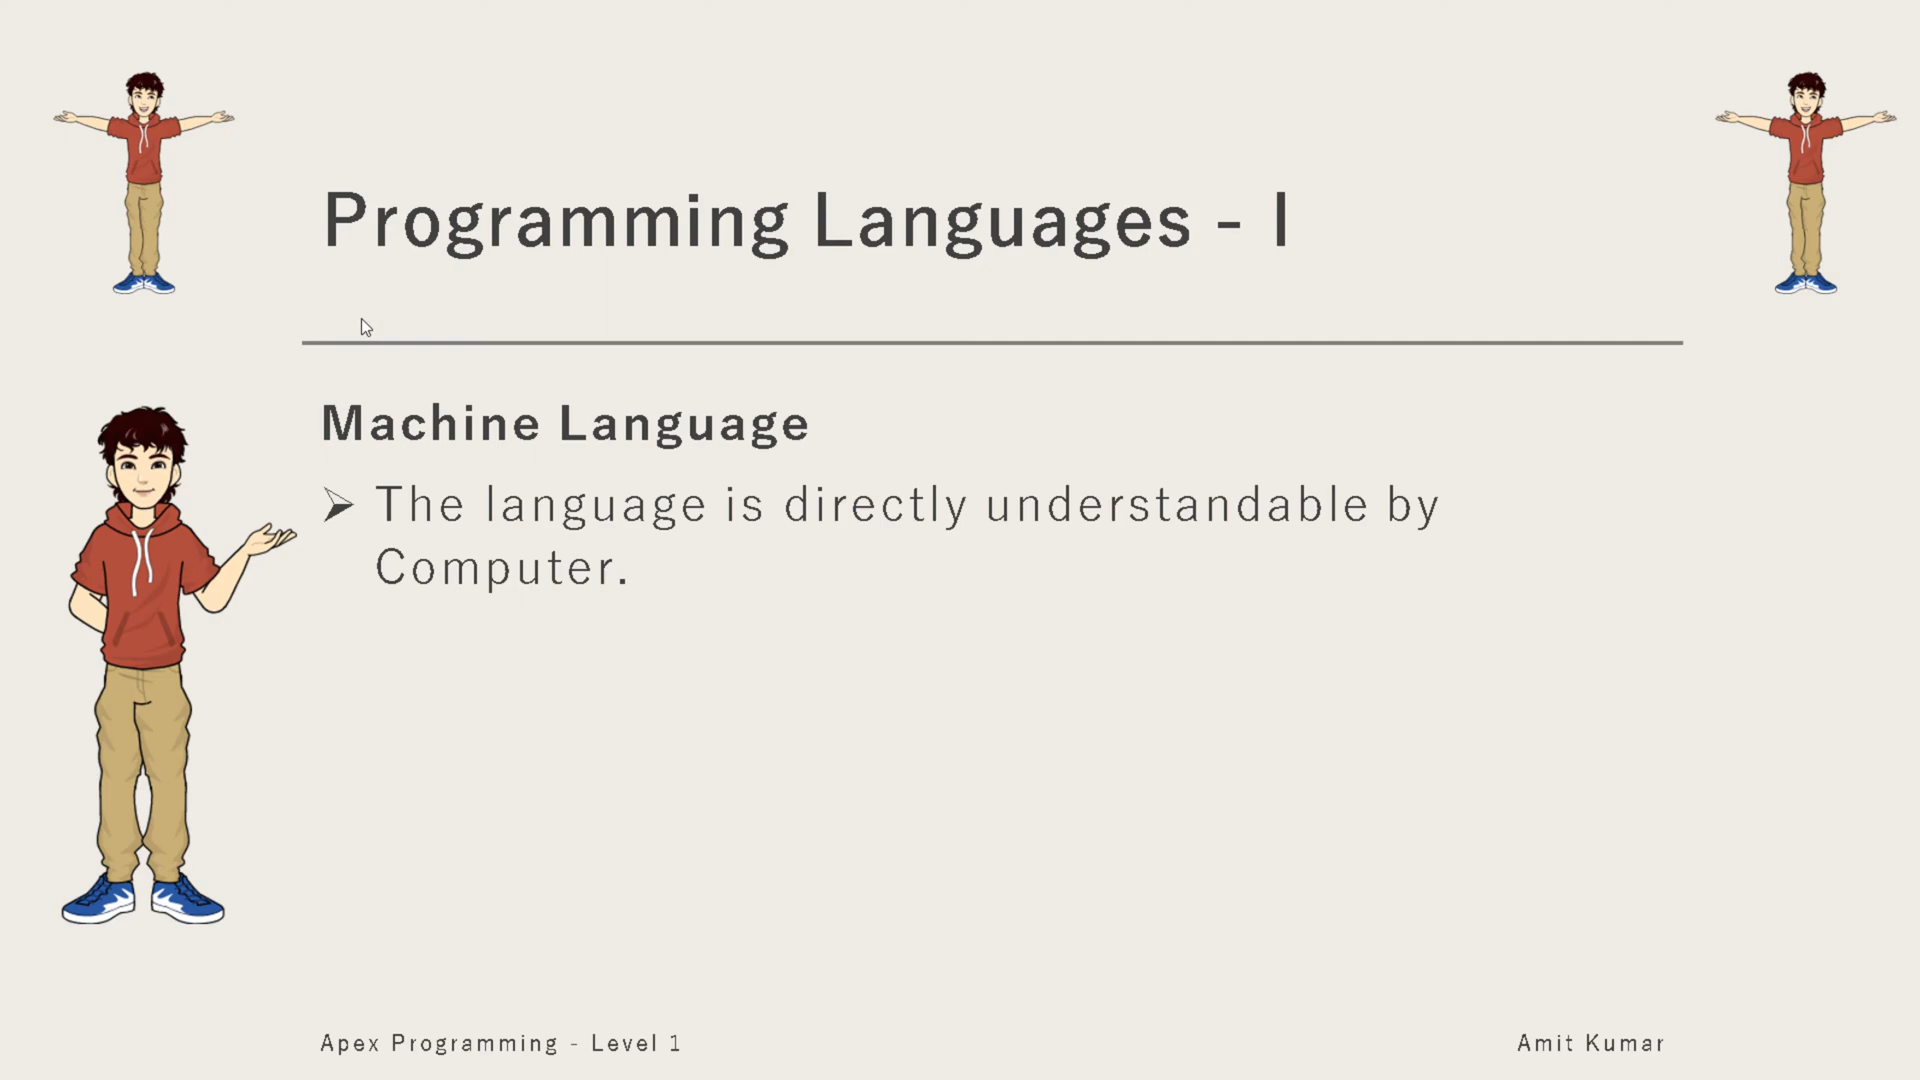 Programming Languages - I
Machine Language
➢ The language is directly understandable by
Computer.
Apex Programming - Level 1
Amit Kumar